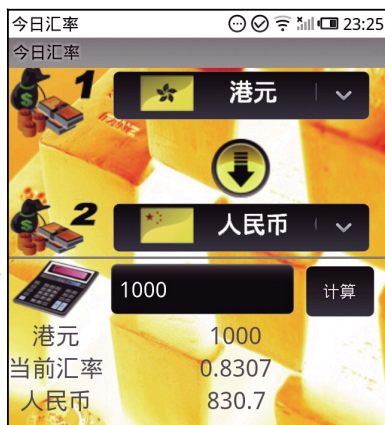 今日汇率 23:25
今日汇率
1 港元
2 人民币
1000 计算
港元 1000
当前汇率 0.8307
人民币 830.7